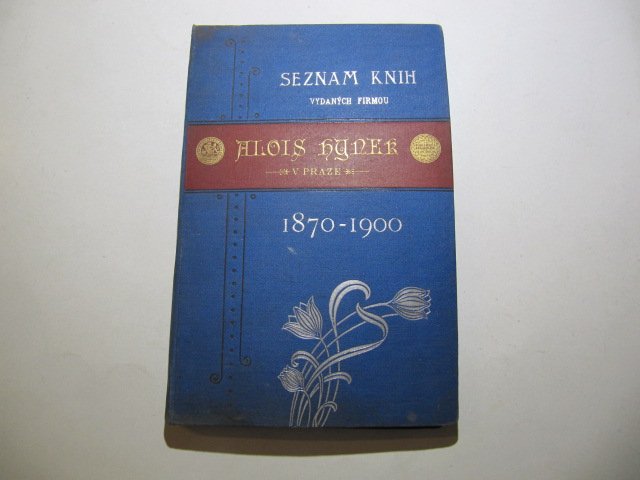 SEZNAM KNIH
VYDANÝCH FIRMOU
ALOIS HYNEK
V PRAZE
1870-1900